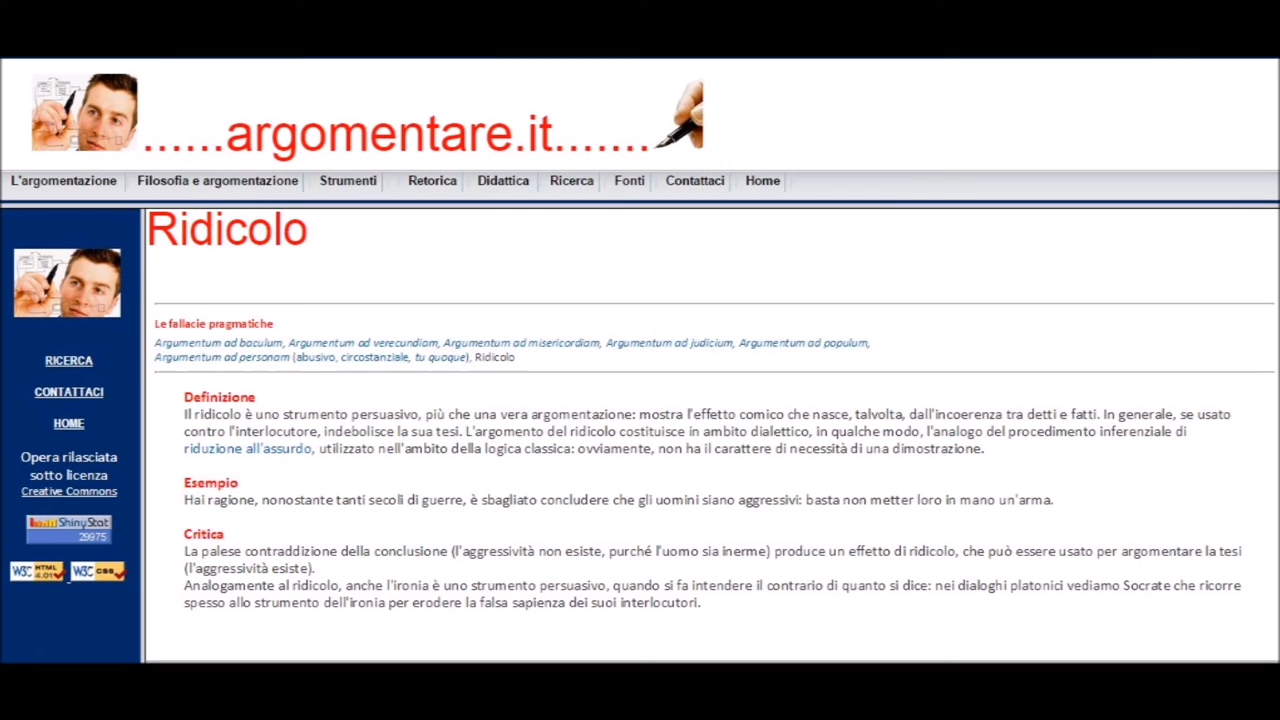 ......argomentare.it.......
L'argomentazione Filosofia e argomentazione Strumenti Retorica Didattica Ricerca Fonti Contattaci Home
Ridicolo
Le fallacie pragmatiche
Argumentum ad baculum, Argumentum ad verecundiam, Argumentum ad misericordiam, Argumentum ad judicium, Argumentum ad populum,
Argumentum ad personam (abusivo, circostanziale, tu quoque), Ridicolo
RICERCA
CONTATTACI
HOME
Opera rilasciata
sotto licenza
Creative Commons
ShinyStat
29975
W3C HTML 4.01
W3C CSS
Definizione
Il ridicolo è uno strumento persuasivo, più che una vera argomentazione: mostra l'effetto comico che nasce, talvolta, dall'incoerenza tra detti e fatti. In generale, se usato
contro l'interlocutore, indebolisce la sua tesi. L'argomento del ridicolo costituisce in ambito dialettico, in qualche modo, l'analogo del procedimento inferenziale di
riduzione all'assurdo, utilizzato nell'ambito della logica classica: ovviamente, non ha il carattere di necessità di una dimostrazione.
Esempio
Hai ragione, nonostante tanti secoli di guerre, è sbagliato concludere che gli uomini siano aggressivi: basta non metter loro in mano un'arma.
Critica
La palese contraddizione della conclusione (l'aggressività non esiste, purché l'uomo sia inerme) produce un effetto di ridicolo, che può essere usato per argomentare la tesi
(l'aggressività esiste).
Analogamente al ridicolo, anche l'ironia è uno strumento persuasivo, quando si fa intendere il contrario di quanto si dice: nei dialoghi platonici vediamo Socrate che ricorre
spesso allo strumento dell'ironia per erodere la falsa sapienza dei suoi interlocutori.